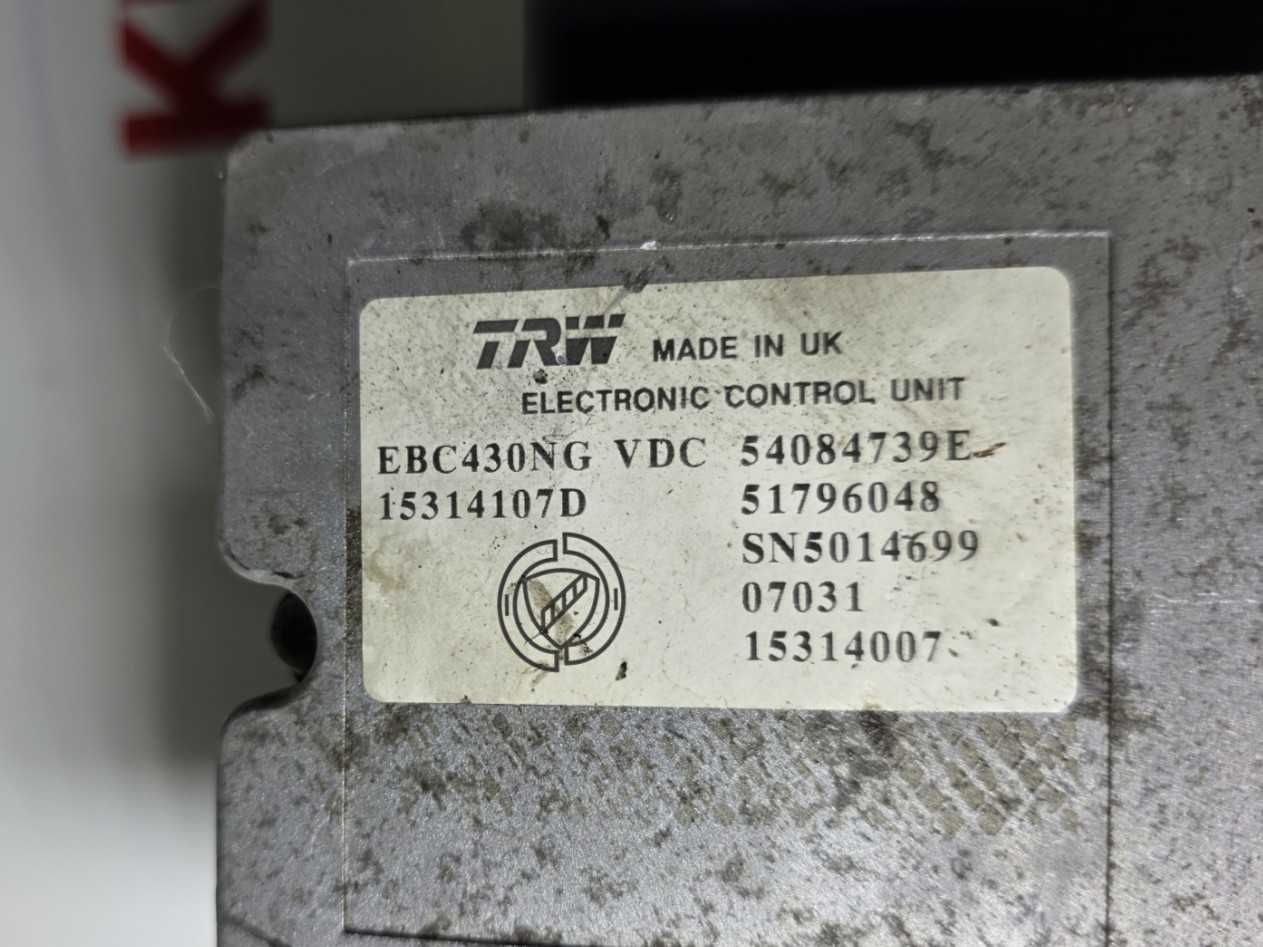 K
TRW MADE IN UK
ELECTRONIC CONTROL UNIT
EBC430NG VDC 54084739E
15314107D 51796048
SN5014699
07031
15314007